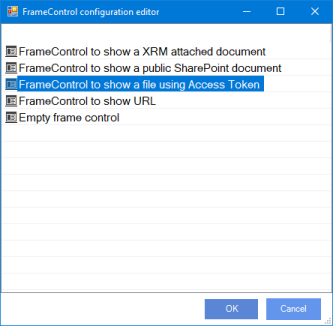 FrameControl configuration editor
FrameControl to show a XRM attached document
FrameControl to show a public SharePoint document
FrameControl to show a file using Access Token
FrameControl to show URL
Empty frame control
OK
Cancel